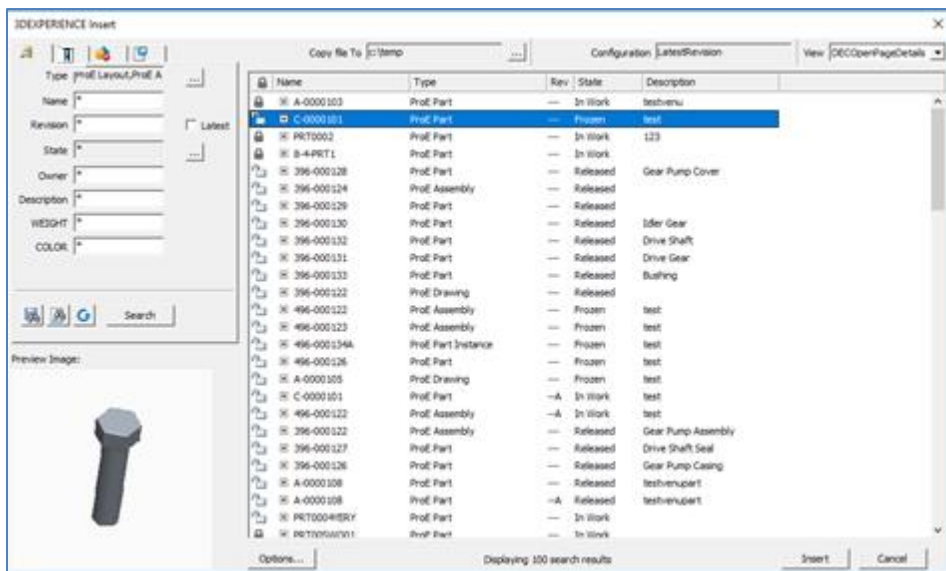 3DEXPERIENCE Insert
Copy file To c:\temp ... Configuration LatestRevision View DECOpenPageDetails
Type ProE Layout,ProE A ...
Name *
Revision * Latest
State * ...
Owner *
Description *
WEIGHT *
COLOR *
Search
Preview Image:
Name Type Rev State Description
A-0000103 ProE Part --- In Work testvenu
C-0000101 ProE Part --- Frozen test
PRT0002 ProE Part --- In Work 123
B-4-PRT1 ProE Part --- In Work
396-000128 ProE Part --- Released Gear Pump Cover
396-000124 ProE Assembly --- Released
396-000129 ProE Part --- Released
396-000130 ProE Part --- Released Idler Gear
396-000132 ProE Part --- Released Drive Shaft
396-000131 ProE Part --- Released Drive Gear
396-000133 ProE Part --- Released Bushing
396-000122 ProE Drawing --- Released
496-000122 ProE Assembly --- Frozen test
496-000123 ProE Assembly --- Frozen test
496-000134A ProE Part Instance --- Frozen test
496-000126 ProE Part --- Frozen test
A-0000105 ProE Drawing --- Frozen test
C-0000101 ProE Part --A In Work test
496-000122 ProE Assembly --A In Work test
396-000122 ProE Assembly --- Released Gear Pump Assembly
396-000127 ProE Part --- Released Drive Shaft Seal
396-000126 ProE Part --- Released Gear Pump Casing
A-0000108 ProE Part --- Released testvenupart
A-0000108 ProE Part --A Released testvenupart
ProE Part --- In Work
ProE Part --- In Work
Options... Displaying 100 search results Insert Cancel